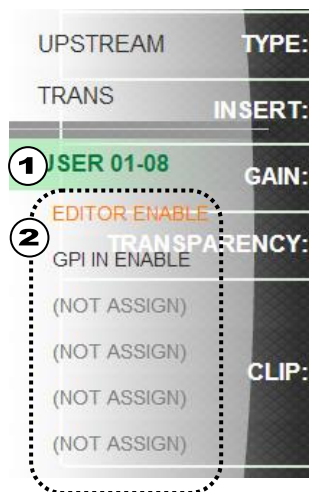 UPSTREAM TYPE:
TRANS
INSERT:
1 USER 01-08
GAIN:
EDITOR ENABLE
2 TRANSPARENCY:
GPI IN ENABLE
(NOT ASSIGN)
(NOT ASSIGN)
CLIP:
(NOT ASSIGN)
(NOT ASSIGN)